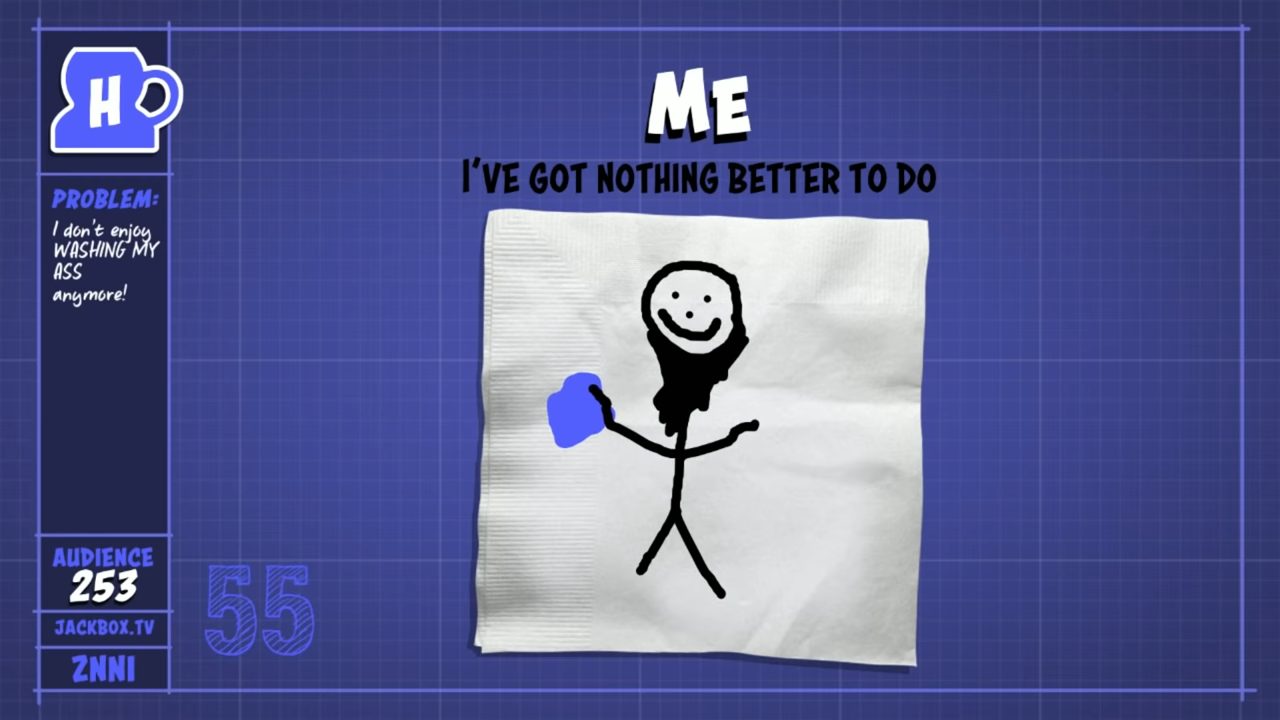 H
PROBLEM:
I don't enjoy
WASHING MY
ASS
anymore!
AUDIENCE
253
JACKBOX.TV
ZNNI
55
ME
I'VE GOT NOTHING BETTER TO DO